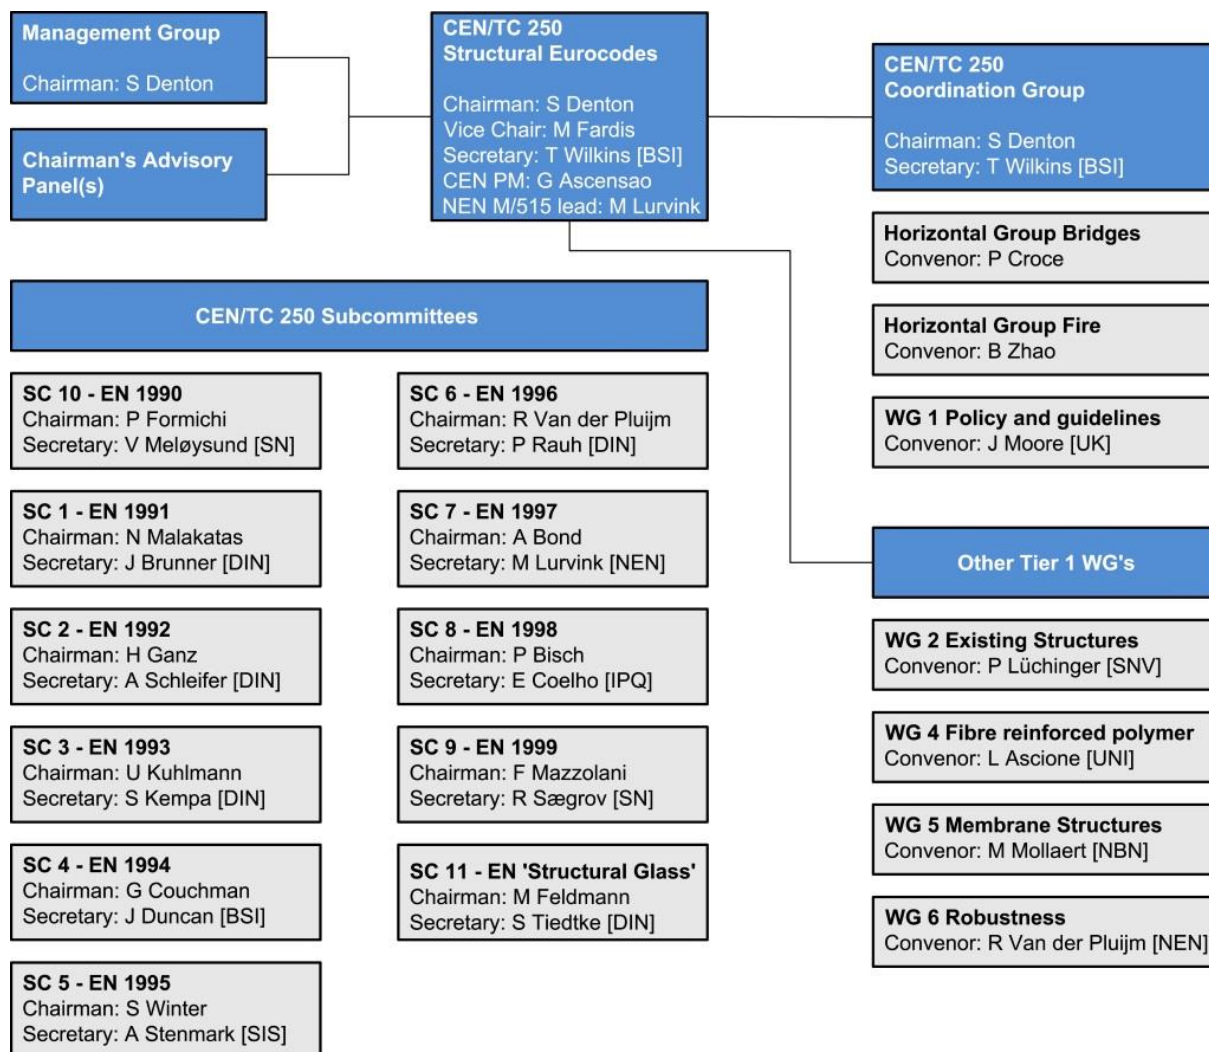 Management Group
Chairman: S Denton
Chairman's Advisory
Panel(s)
CEN/TC 250
Structural Eurocodes
Chairman: S Denton
Vice Chair: M Fardis
Secretary: T Wilkins [BSI]
CEN PM: G Ascensao
NEN M/515 lead: M Lurvink
CEN/TC 250
Coordination Group
Chairman: S Denton
Secretary: T Wilkins [BSI]
Horizontal Group Bridges
Convenor: P Croce
Horizontal Group Fire
Convenor: B Zhao
WG 1 Policy and guidelines
Convenor: J Moore [UK]
CEN/TC 250 Subcommittees
SC 10 - EN 1990
Chairman: P Formichi
Secretary: V Meløysund [SN]
SC 1 - EN 1991
Chairman: N Malakatas
Secretary: J Brunner [DIN]
SC 2 - EN 1992
Chairman: H Ganz
Secretary: A Schleifer [DIN]
SC 3 - EN 1993
Chairman: U Kuhlmann
Secretary: S Kempa [DIN]
SC 4 - EN 1994
Chairman: G Couchman
Secretary: J Duncan [BSI]
SC 5 - EN 1995
Chairman: S Winter
Secretary: A Stenmark [SIS]
SC 6 - EN 1996
Chairman: R Van der Pluijm
Secretary: P Rauh [DIN]
SC 7 - EN 1997
Chairman: A Bond
Secretary: M Lurvink [NEN]
SC 8 - EN 1998
Chairman: P Bisch
Secretary: E Coelho [IPQ]
SC 9 - EN 1999
Chairman: F Mazzolani
Secretary: R Sægrov [SN]
SC 11 - EN 'Structural Glass'
Chairman: M Feldmann
Secretary: S Tiedtke [DIN]
Other Tier 1 WG's
WG 2 Existing Structures
Convenor: P Lüchinger [SNV]
WG 4 Fibre reinforced polymer
Convenor: L Ascione [UNI]
WG 5 Membrane Structures
Convenor: M Mollaert [NBN]
WG 6 Robustness
Convenor: R Van der Pluijm [NEN]